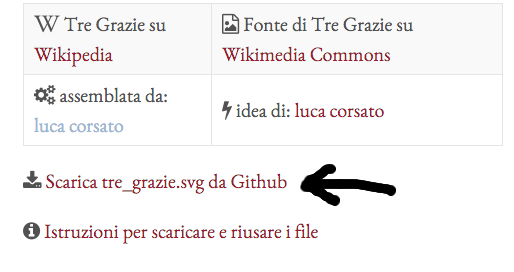 W Tre Grazie su
Wikipedia
Fonte di Tre Grazie su
Wikimedia Commons
assemblata da:
luca corsato
idea di: luca corsato
Scarica tre_grazie.svg da Github
Istruzioni per scaricare e riusare i file